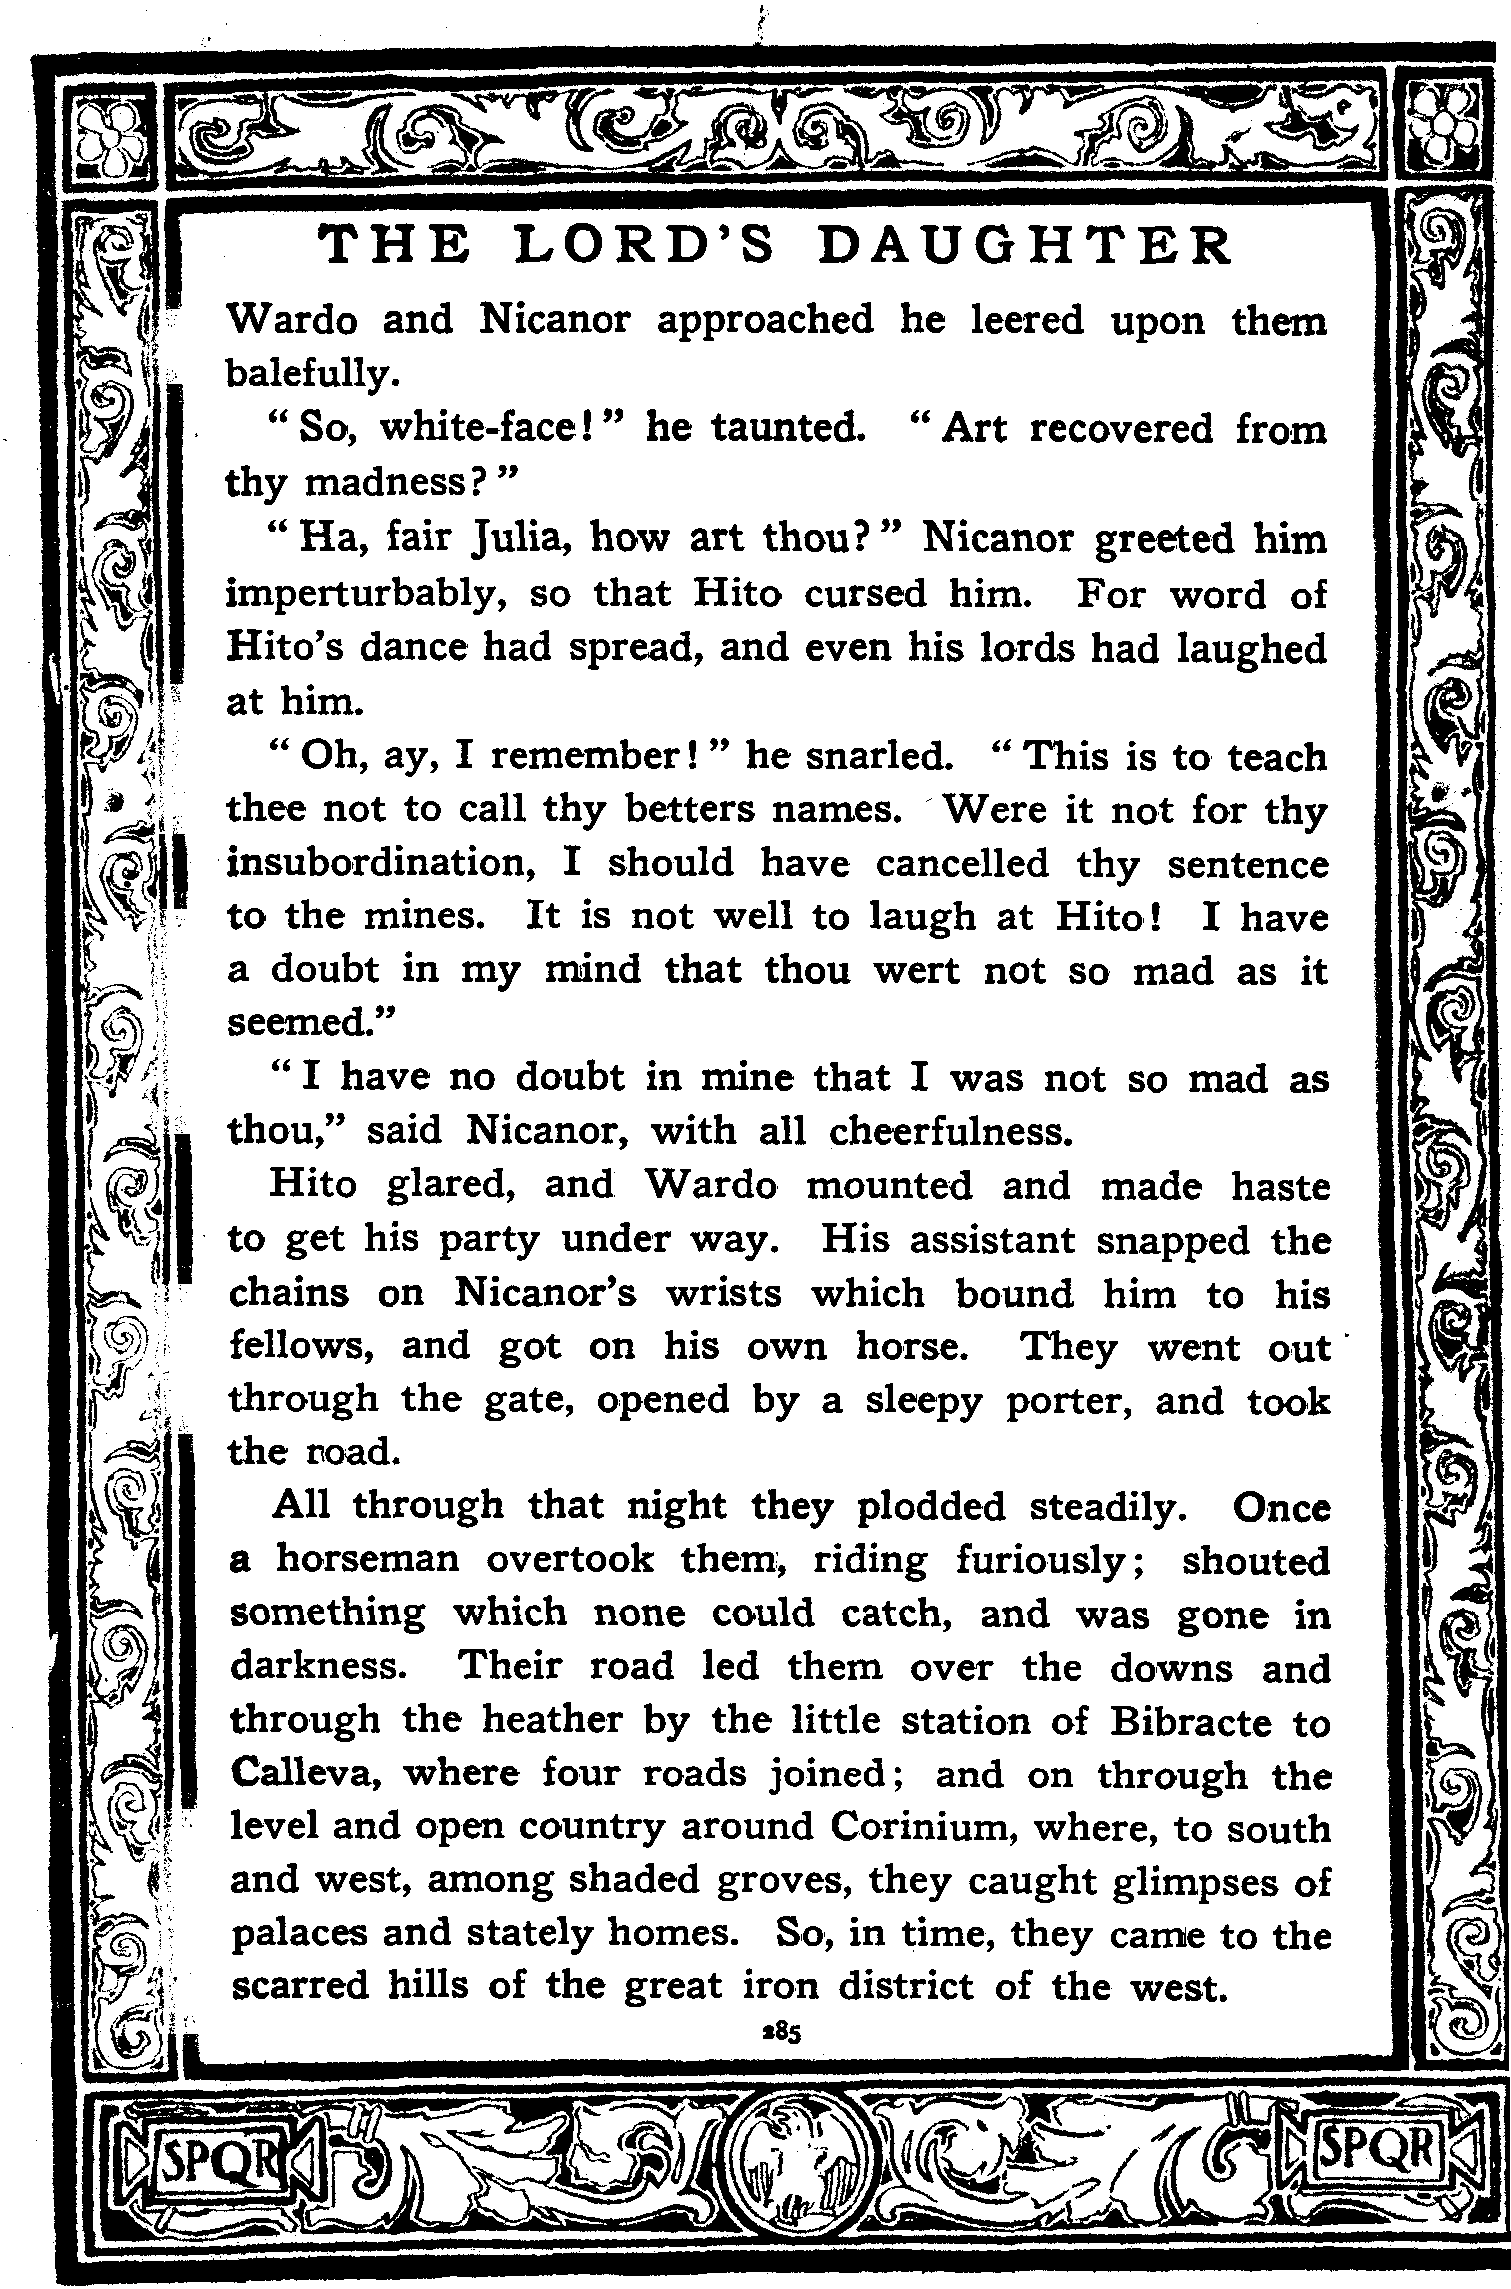 THE LORD'S DAUGHTER
Wardo and Nicanor approached he leered upon them
balefully.
“ So, white-face! ” he taunted. “ Art recovered from
thy madness? ”
“ Ha, fair Julia, how art thou? ” Nicanor greeted him
imperturbably, so that Hito cursed him. For word of
Hito's dance had spread, and even his lords had laughed
at him.
“ Oh, ay, I remember! ” he snarled. “ This is to teach
thee not to call thy betters names. Were it not for thy
insubordination, I should have cancelled thy sentence
to the mines. It is not well to laugh at Hito! I have
a doubt in my mind that thou wert not so mad as it
seemed.”
“ I have no doubt in mine that I was not so mad as
thou,” said Nicanor, with all cheerfulness.
Hito glared, and Wardo mounted and made haste
to get his party under way. His assistant snapped the
chains on Nicanor's wrists which bound him to his
fellows, and got on his own horse. They went out
through the gate, opened by a sleepy porter, and took
the road.
All through that night they plodded steadily. Once
a horseman overtook them, riding furiously; shouted
something which none could catch, and was gone in
darkness. Their road led them over the downs and
through the heather by the little station of Bibracte to
Calleva, where four roads joined; and on through the
level and open country around Corinium, where, to south
and west, among shaded groves, they caught glimpses of
palaces and stately homes. So, in time, they came to the
scarred hills of the great iron district of the west.
285
SPQR SPQR